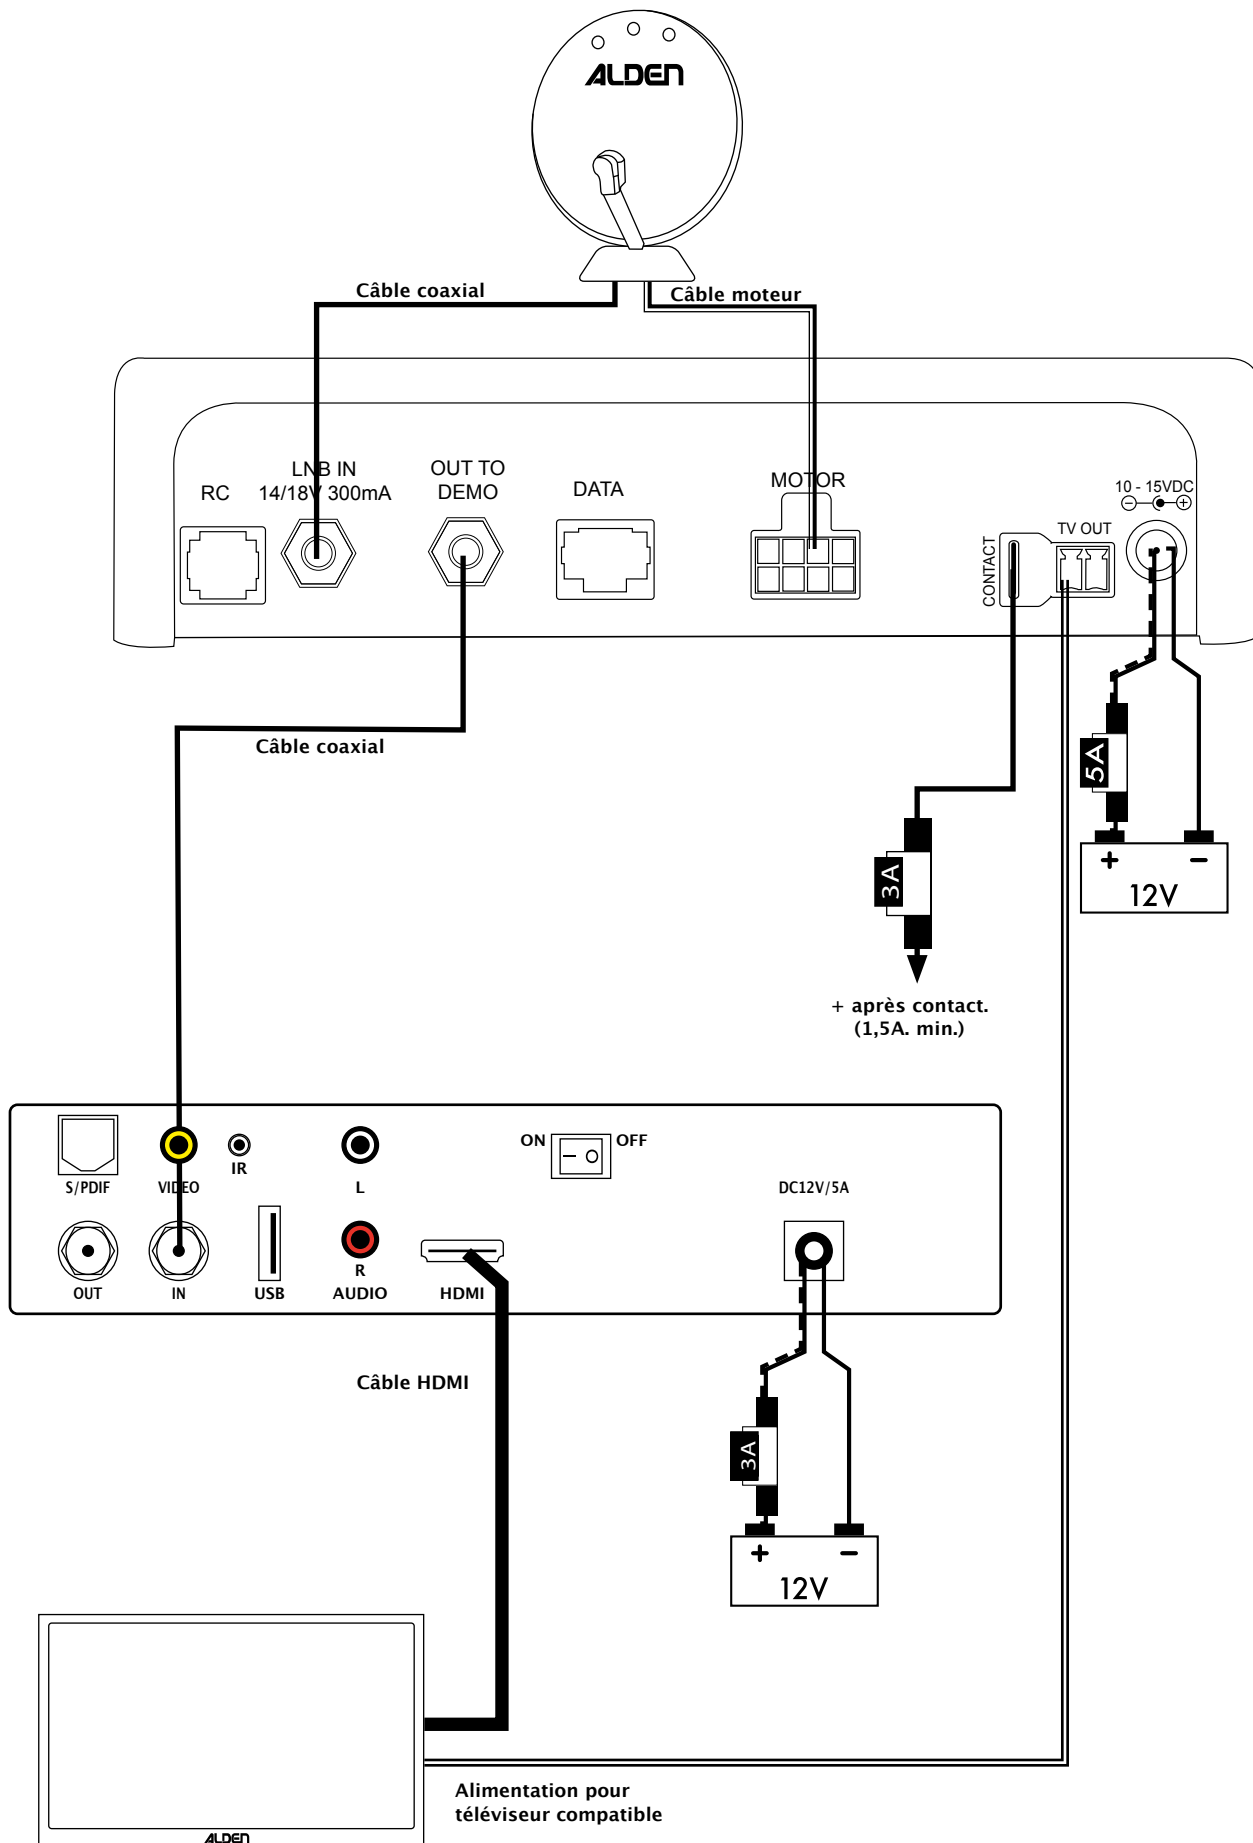 ALDEN
Câble coaxial
Câble moteur
RC
LNB IN
14/18V 300mA
OUT TO
DEMO
DATA
MOTOR
CONTACT
TV OUT
10 - 15VDC
Câble coaxial
5A
+ -
12V
3A
+ après contact.
(1,5A. min.)
S/PDIF
VIDEO
IR
L
ON
OFF
DC12V/5A
OUT
IN
USB
R
AUDIO
HDMI
Câble HDMI
3A
+ -
12V
Alimentation pour
téléviseur compatible
ALDEN